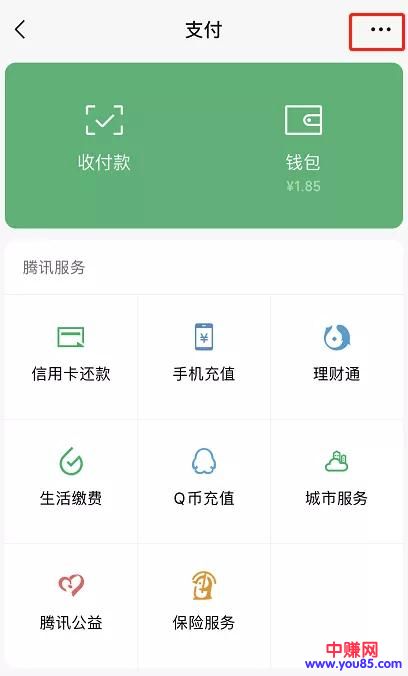 支付
收付款
钱包
¥1.85
腾讯服务
信用卡还款
手机充值
理财通
生活缴费
Q币充值
城市服务
腾讯公益
保险服务
中赚网
www.you85.com